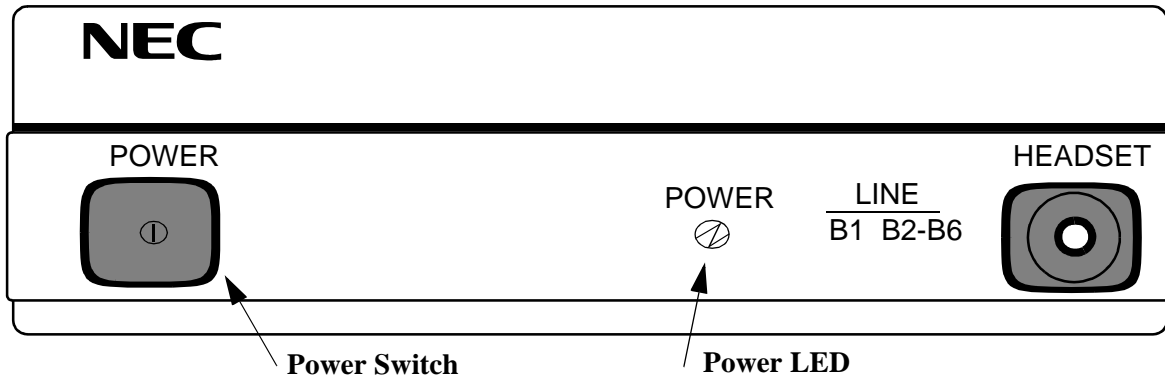 NEC
POWER
HEADSET
POWER
LINE
B1 B2-B6
Power Switch
Power LED